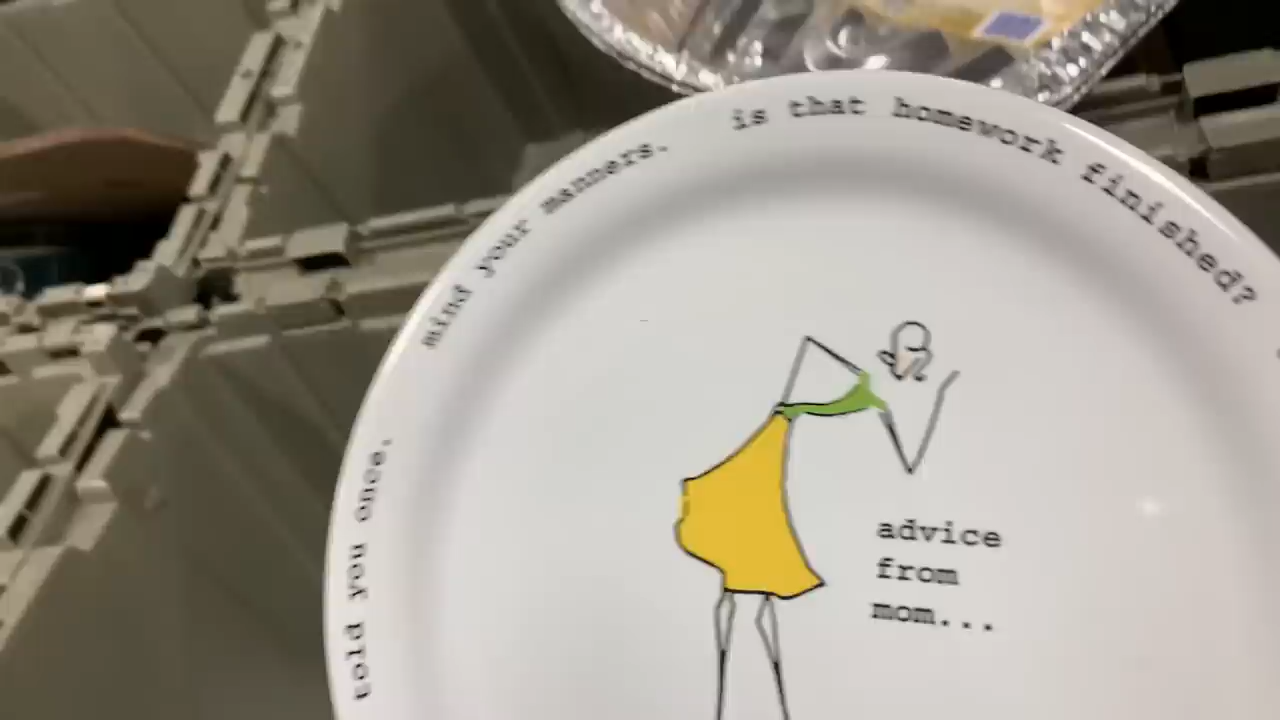 told you once.
mind your manners.
is that homework finished?
advice
from
mom...